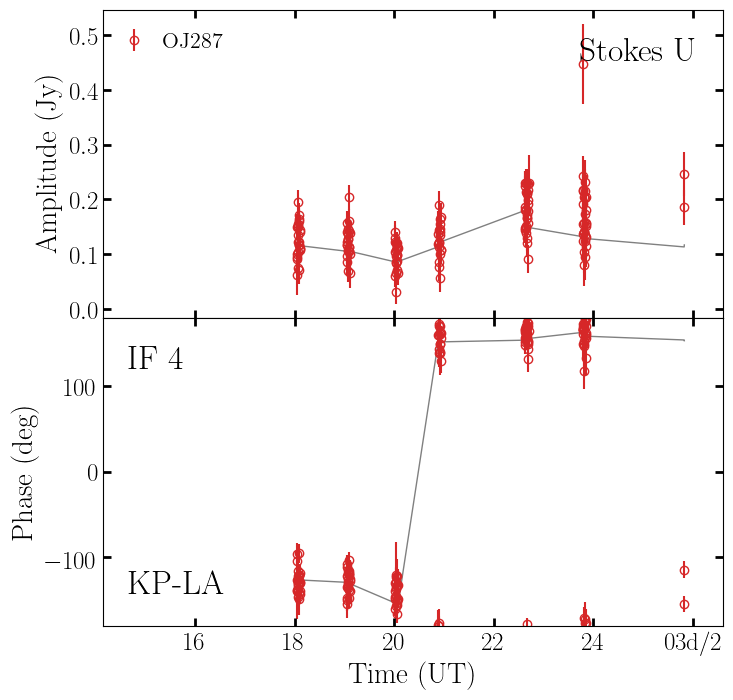 OJ287
Stokes U
Amplitude (Jy)
0.5
0.4
0.3
0.2
0.1
0.0
IF 4
KP-LA
Phase (deg)
100
0
−100
16 18 20 22 24 03d/2
Time (UT)